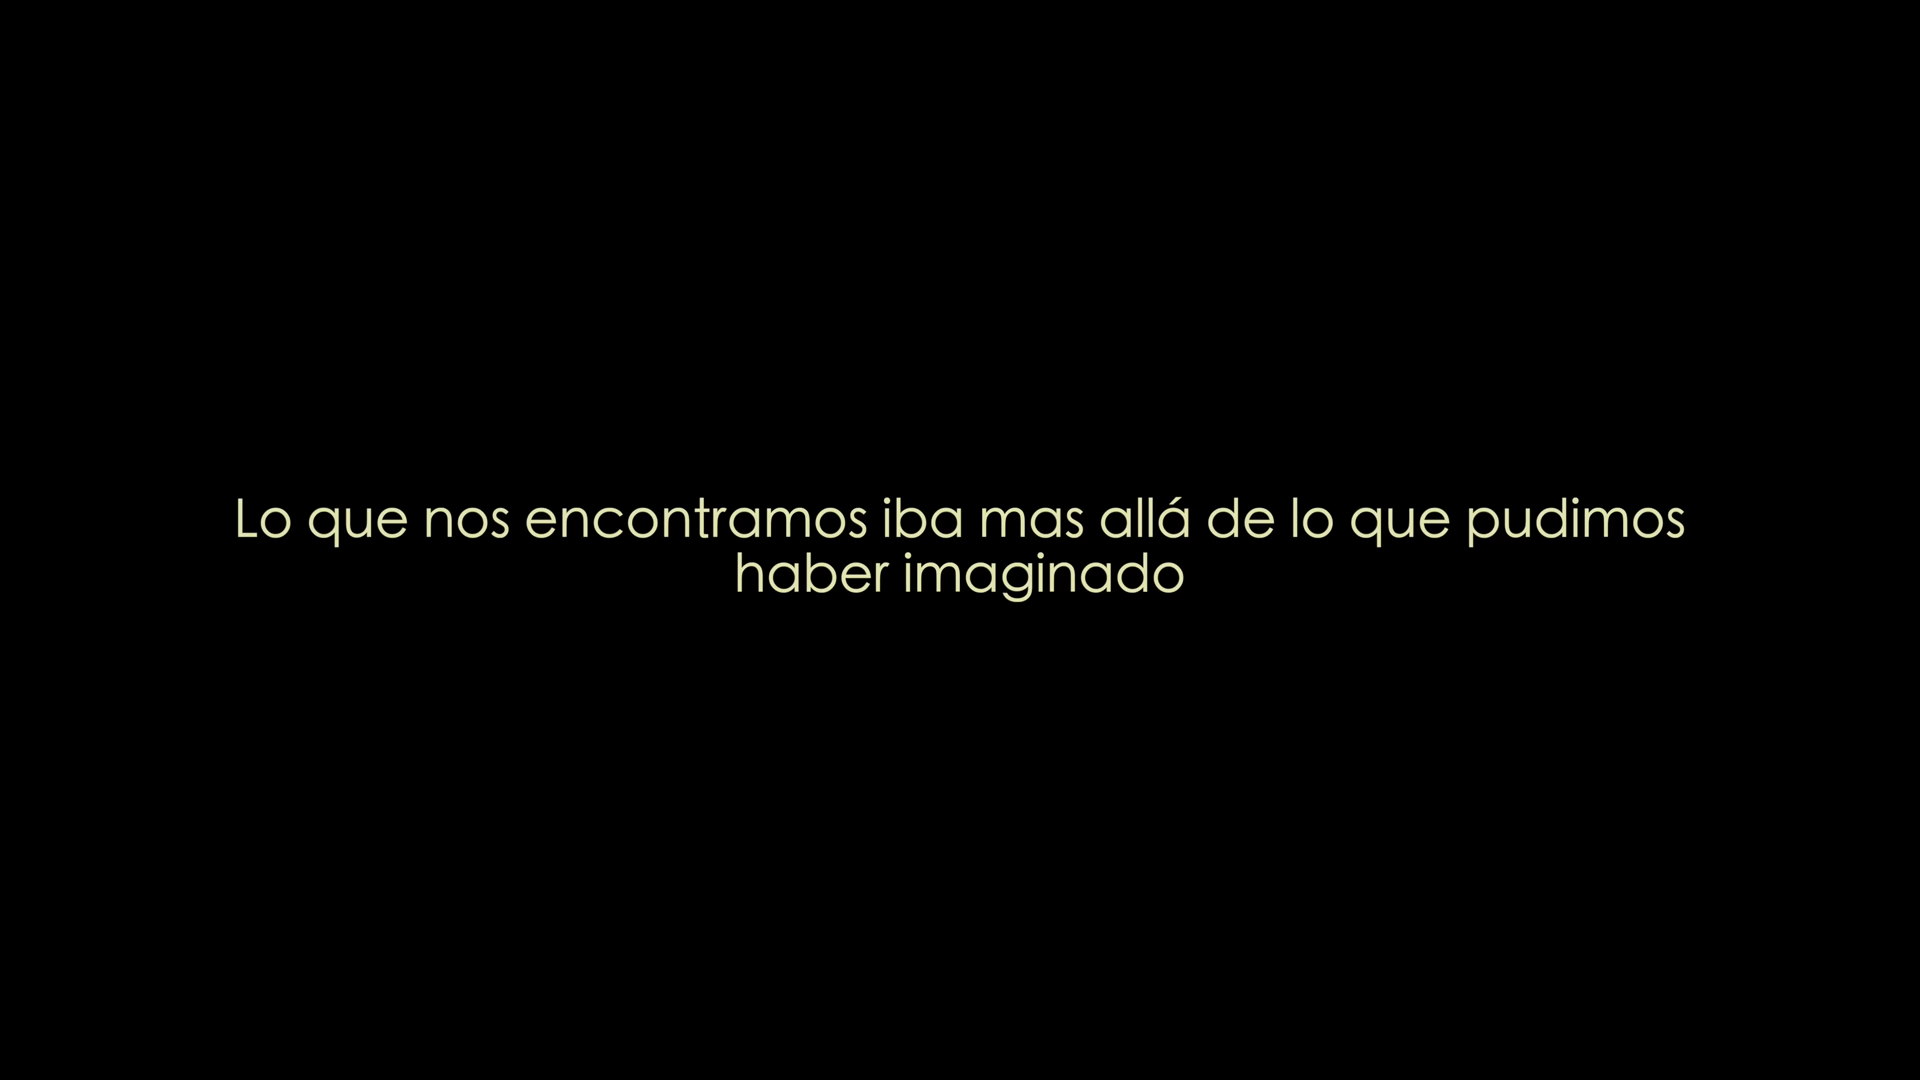 Lo que nos encontramos iba mas allá de lo que pudimos
haber imaginado